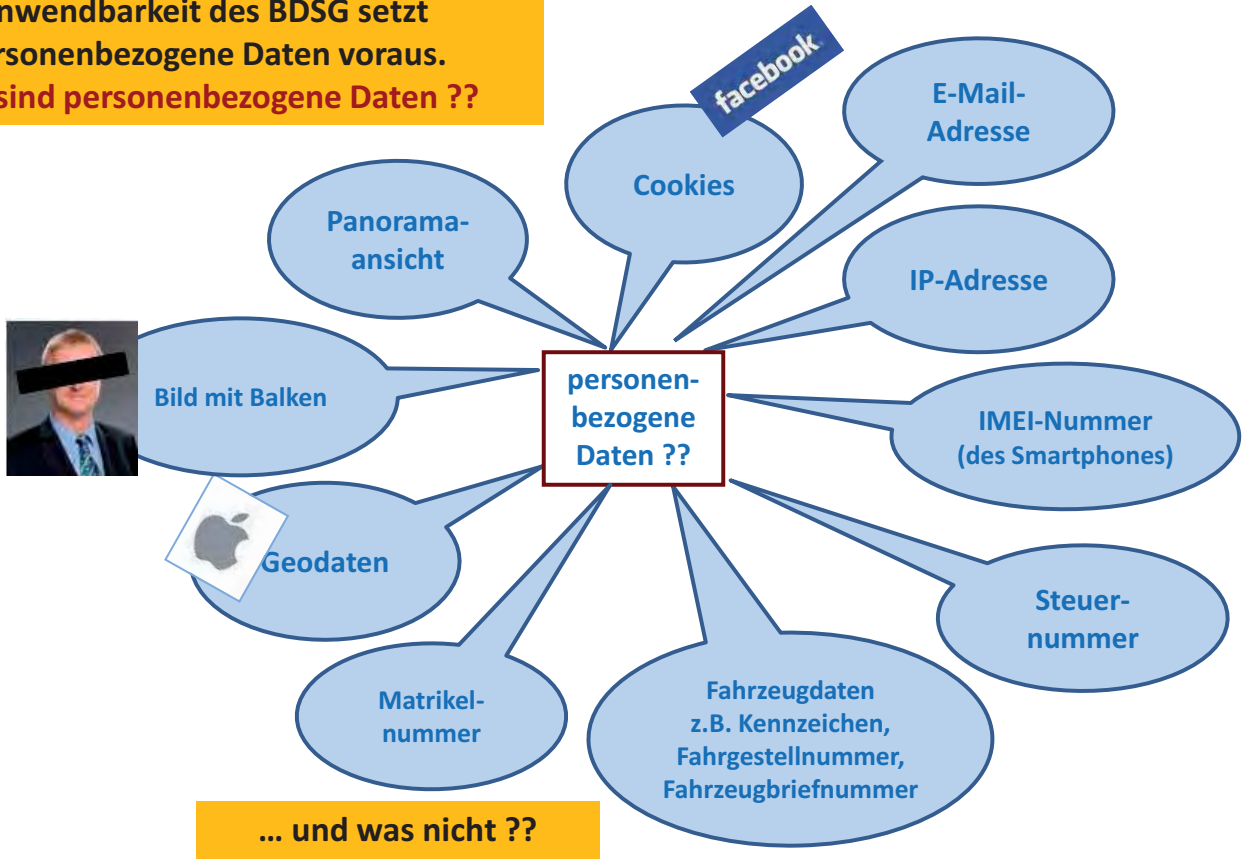 nwendbarkeit des BDSG setzt
rsonenbezogene Daten voraus.
sind personenbezogene Daten ??
facebook
E-Mail-
Adresse
Cookies
Panorama-
ansicht
IP-Adresse
personen-
bezogene
Daten ??
Bild mit Balken
IMEI-Nummer
(des Smartphones)
Geodaten
Steuer-
nummer
Matrikel-
nummer
Fahrzeugdaten
z.B. Kennzeichen,
Fahrgestellnummer,
Fahrzeugbriefnummer
… und was nicht ??